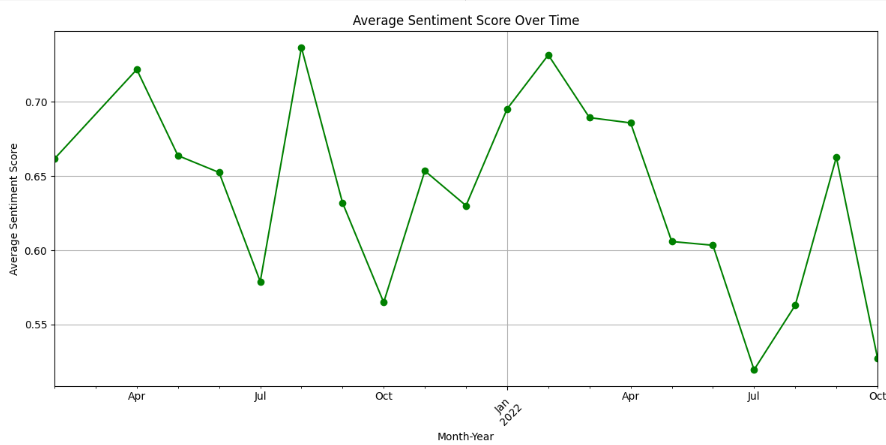 Average Sentiment Score Over Time
Average Sentiment Score
0.70
0.65
0.60
0.55
Apr
Jul
Oct
Jan
2022
Apr
Jul
Oct
Month-Year